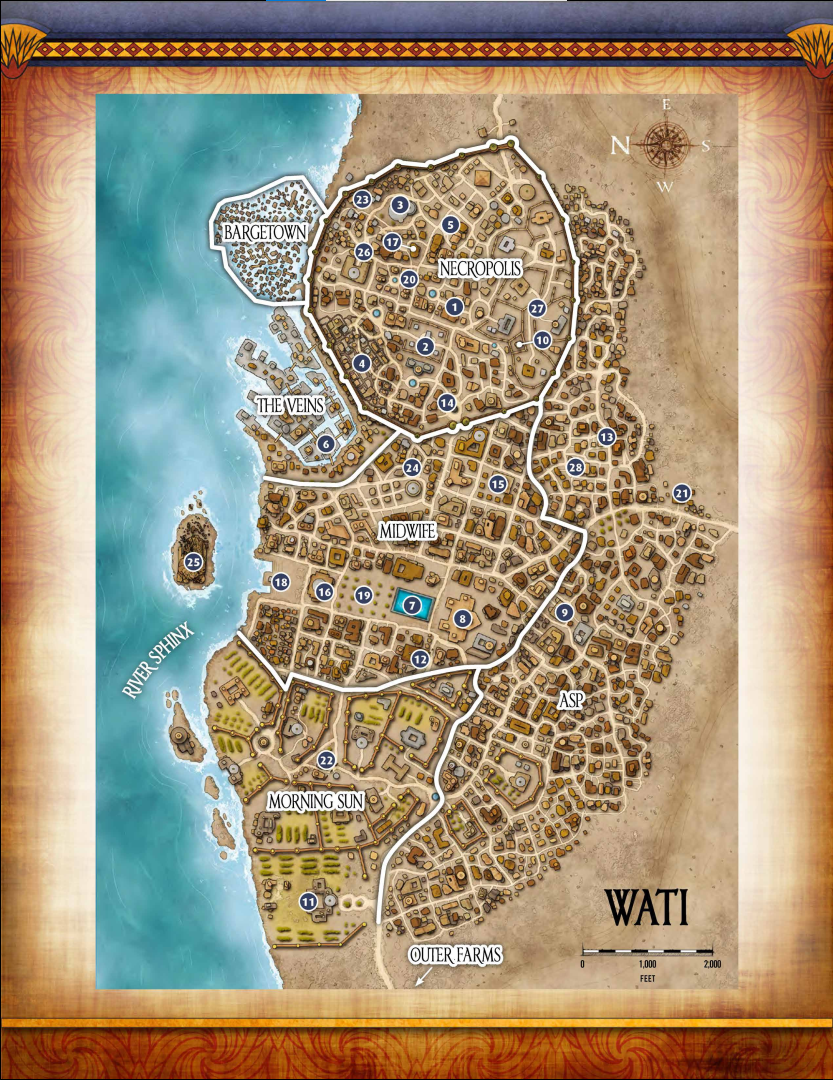 E
N
S
W
23
3
5
BARGETOWN
17
26
NECROPOLIS
20
1
27
10
2
4
THE VEINS
14
6
13
24
28
15
21
MIDWIFE
25
18
16
19
7
9
8
RIVER SPHINX
12
ASP
22
MORNING SUN
11
WATI
OUTER FARMS
0 1,000 2,000
FEET